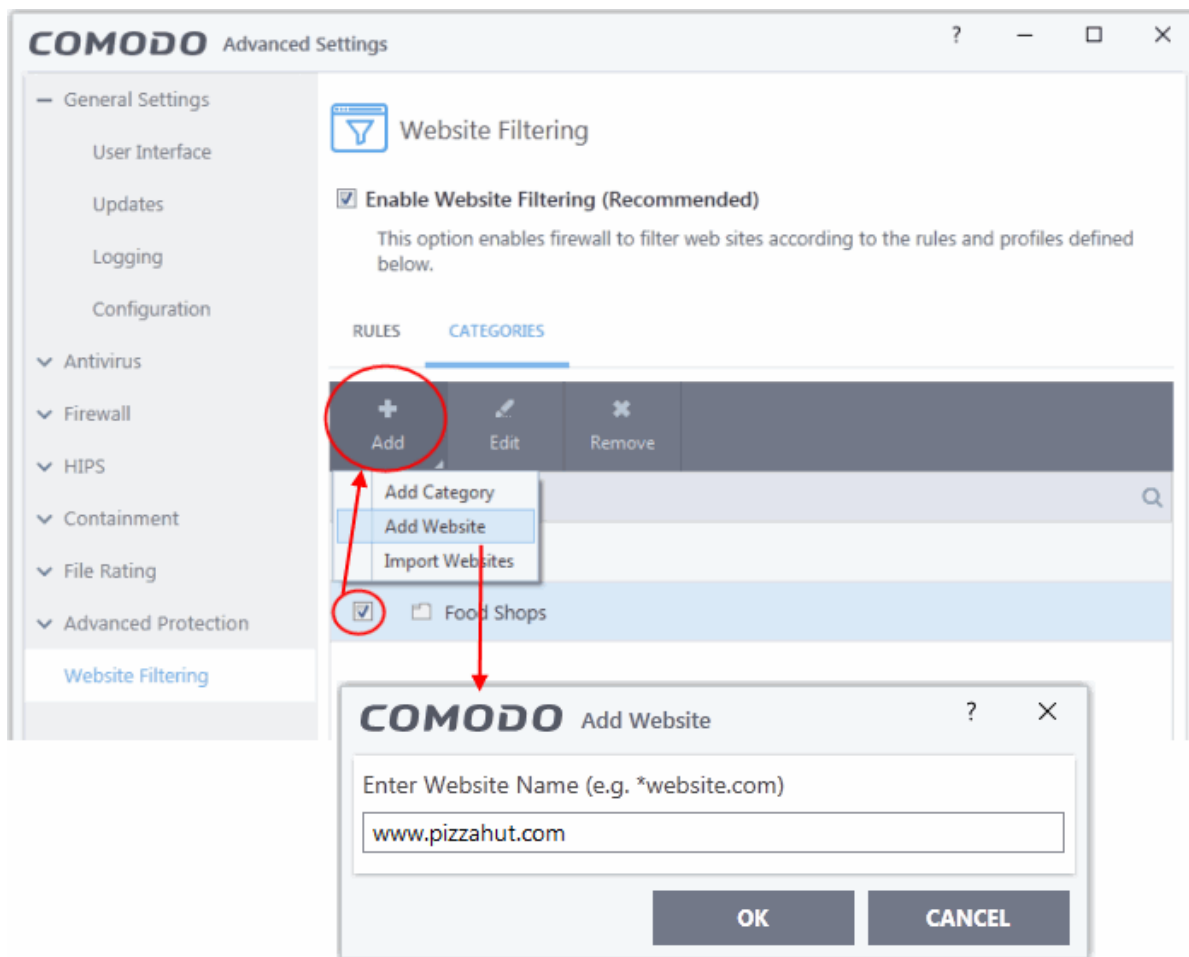 COMODO Advanced Settings ?
General Settings
User Interface
Updates
Logging
Configuration
Antivirus
Firewall
HIPS
Containment
File Rating
Advanced Protection
Website Filtering
Website Filtering
Enable Website Filtering (Recommended)
This option enables firewall to filter web sites according to the rules and profiles defined
below.
RULES CATEGORIES
Add Edit Remove
Add Category
Add Website
Import Websites
Food Shops
COMODO Add Website ?
Enter Website Name (e.g. *website.com)
www.pizzahut.com
OK CANCEL